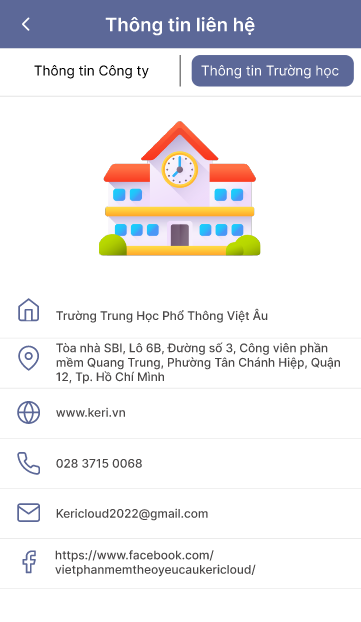 Thông tin liên hệ
Thông tin Công ty
Thông tin Trường học
Trường Trung Học Phổ Thông Việt Âu
Tòa nhà SBI, Lô 6B, Đường số 3, Công viên phần
mềm Quang Trung, Phường Tân Chánh Hiệp, Quận
12, Tp. Hồ Chí Minh
www.keri.vn
028 3715 0068
Kericloud2022@gmail.com
https://www.facebook.com/
vietphanmemtheoyeucaukericloud/